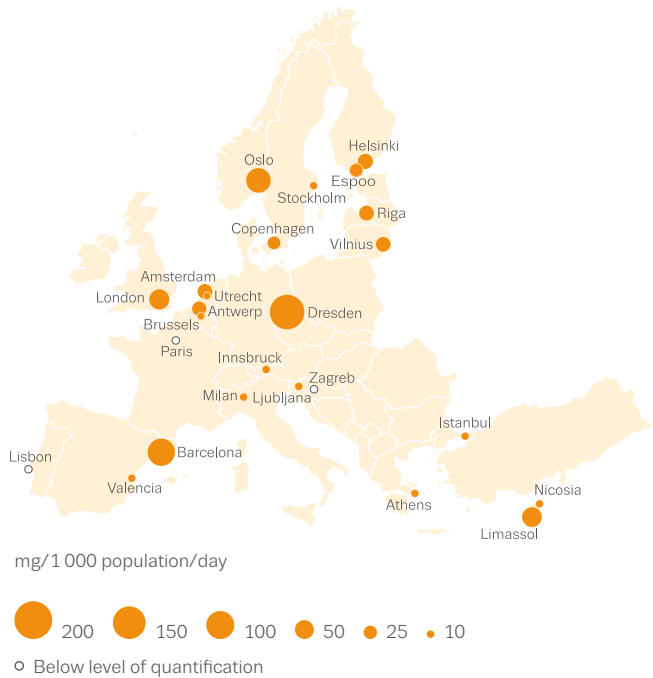 Helsinki
Oslo
Espoo
Stockholm
Riga
Copenhagen
Vilnius
Amsterdam
London
Utrecht
Antwerp
Dresden
Brussels
Paris
Innsbruck
Zagreb
Milan
Ljubljana
Istanbul
Barcelona
Lisbon
Valencia
Nicosia
Athens
Limassol
mg/1 000 population/day
200 150 100 50 25 10
Below level of quantification